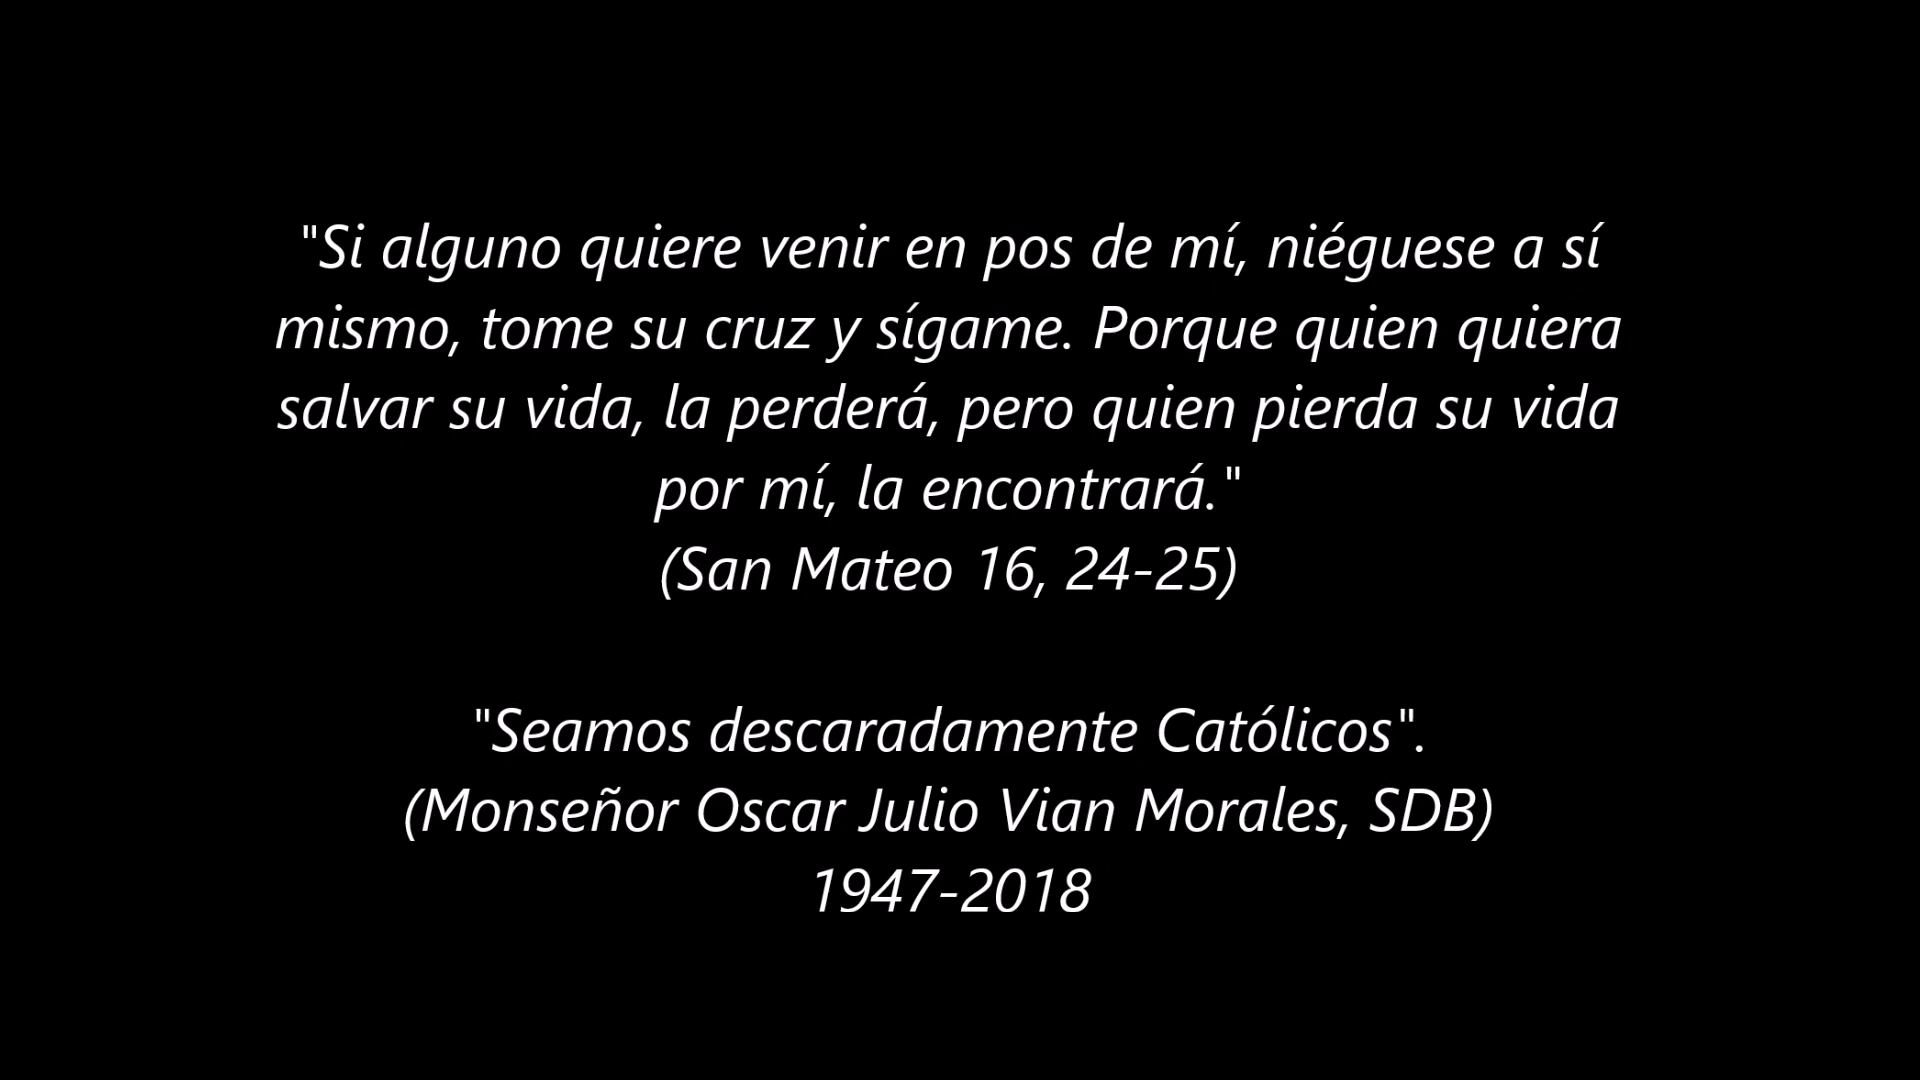 "Si alguno quiere venir en pos de mí, niéguese a sí
mismo, tome su cruz y sígame. Porque quien quiera
salvar su vida, la perderá, pero quien pierda su vida
por mí, la encontrará."
(San Mateo 16, 24-25)
"Seamos descaradamente Católicos".
(Monseñor Oscar Julio Vian Morales, SDB)
1947-2018